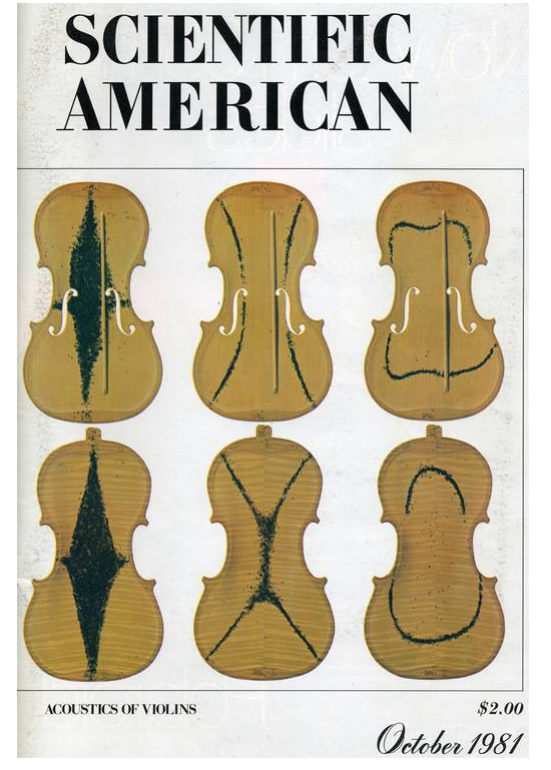 SCIENTIFIC
AMERICAN
ACOUSTICS OF VIOLINS
$2.00
October 1981